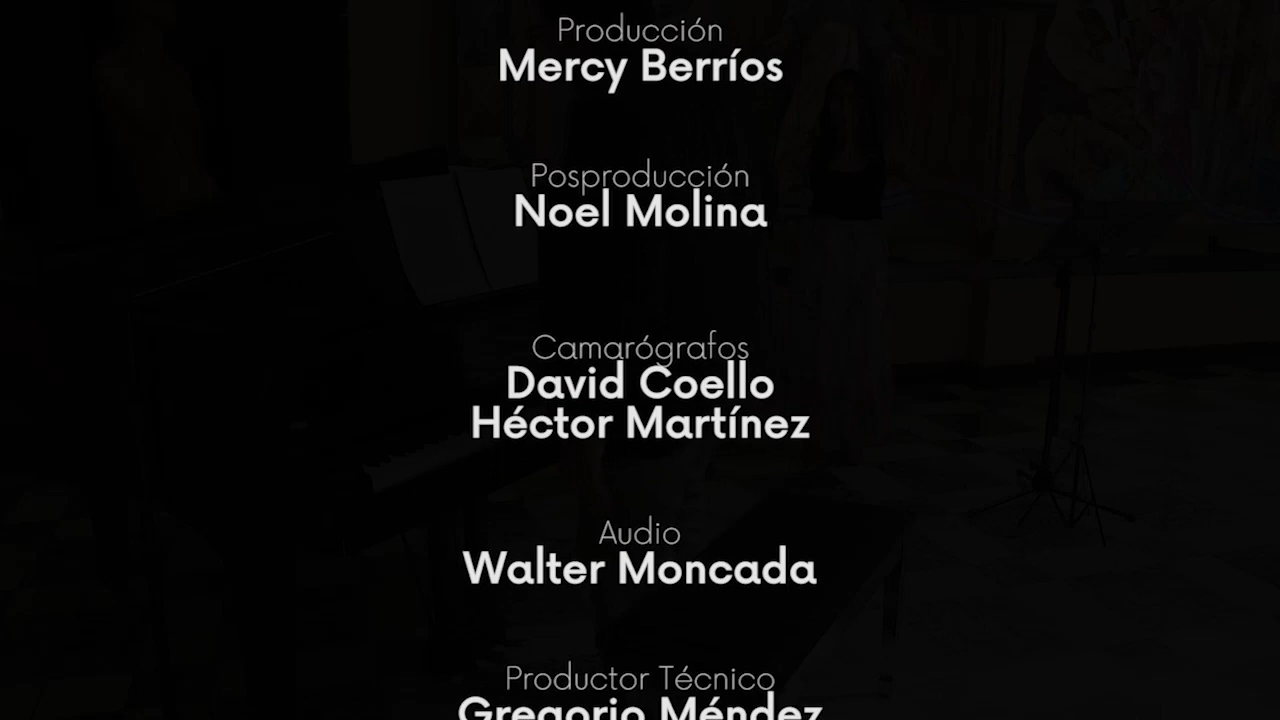 Producción
Mercy Berríos
Posproducción
Noel Molina
Camarógrafos
David Coello
Héctor Martínez
Audio
Walter Moncada
Productor Técnico
Gregorio Méndez